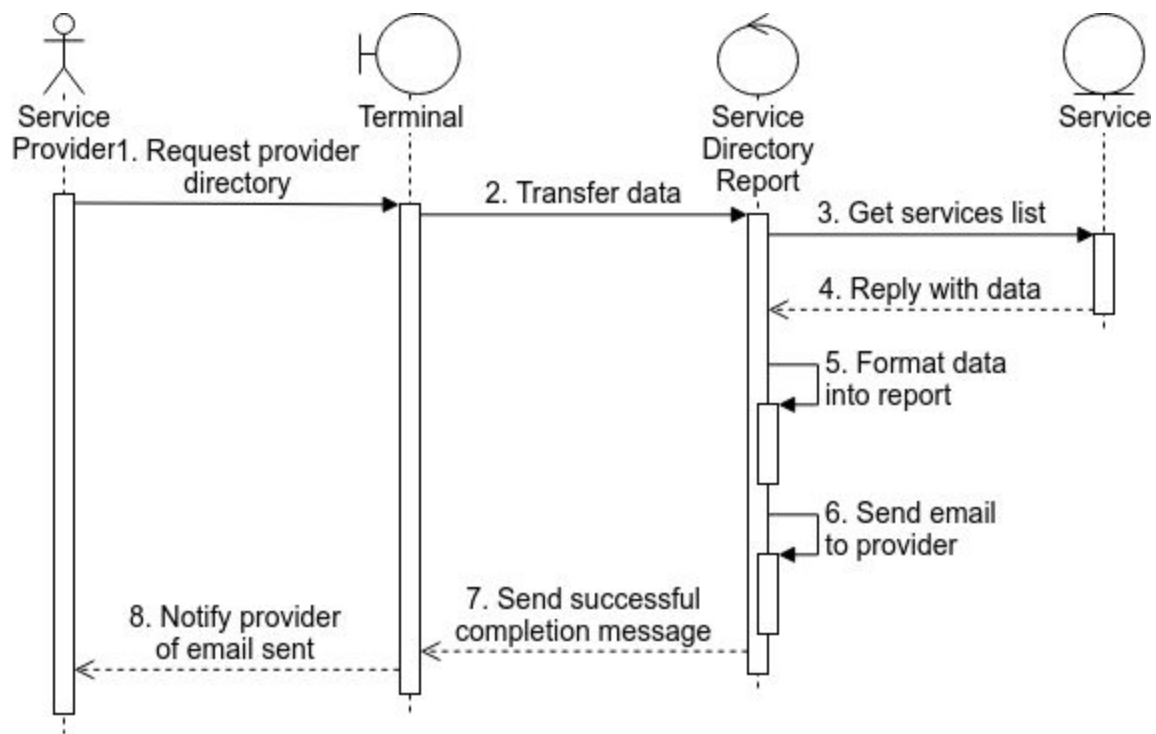 Service
Provider
Terminal
Service
Directory
Report
Service
1. Request provider
directory
2. Transfer data
3. Get services list
4. Reply with data
5. Format data
into report
6. Send email
to provider
7. Send successful
completion message
8. Notify provider
of email sent